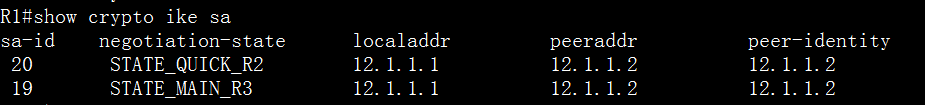 R1#show crypto ike sa
sa-id negotiation-state localaddr peeraddr peer-identity
20 STATE_QUICK_R2 12.1.1.1 12.1.1.2 12.1.1.2
19 STATE_MAIN_R3 12.1.1.1 12.1.1.2 12.1.1.2